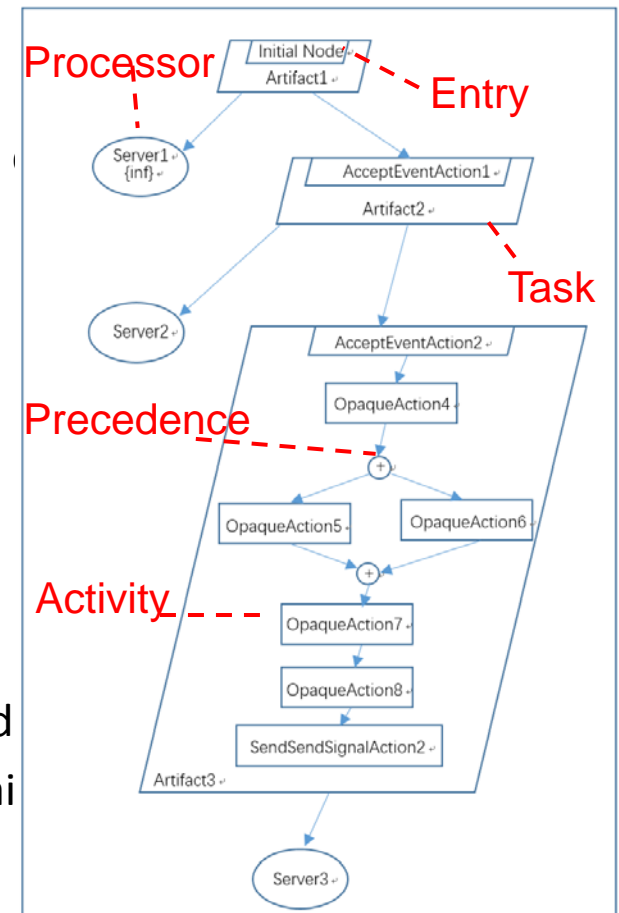 Initial Node
Processor
Artifact1
Entry
Server1
{inf}
AcceptEventAction1
Artifact2
Task
Server2
AcceptEventAction2
OpaqueAction4
Precedence
+
OpaqueAction5
OpaqueAction6
+
Activity
OpaqueAction7
OpaqueAction8
d
SendSendSignalAction2
Artifact3
Server3